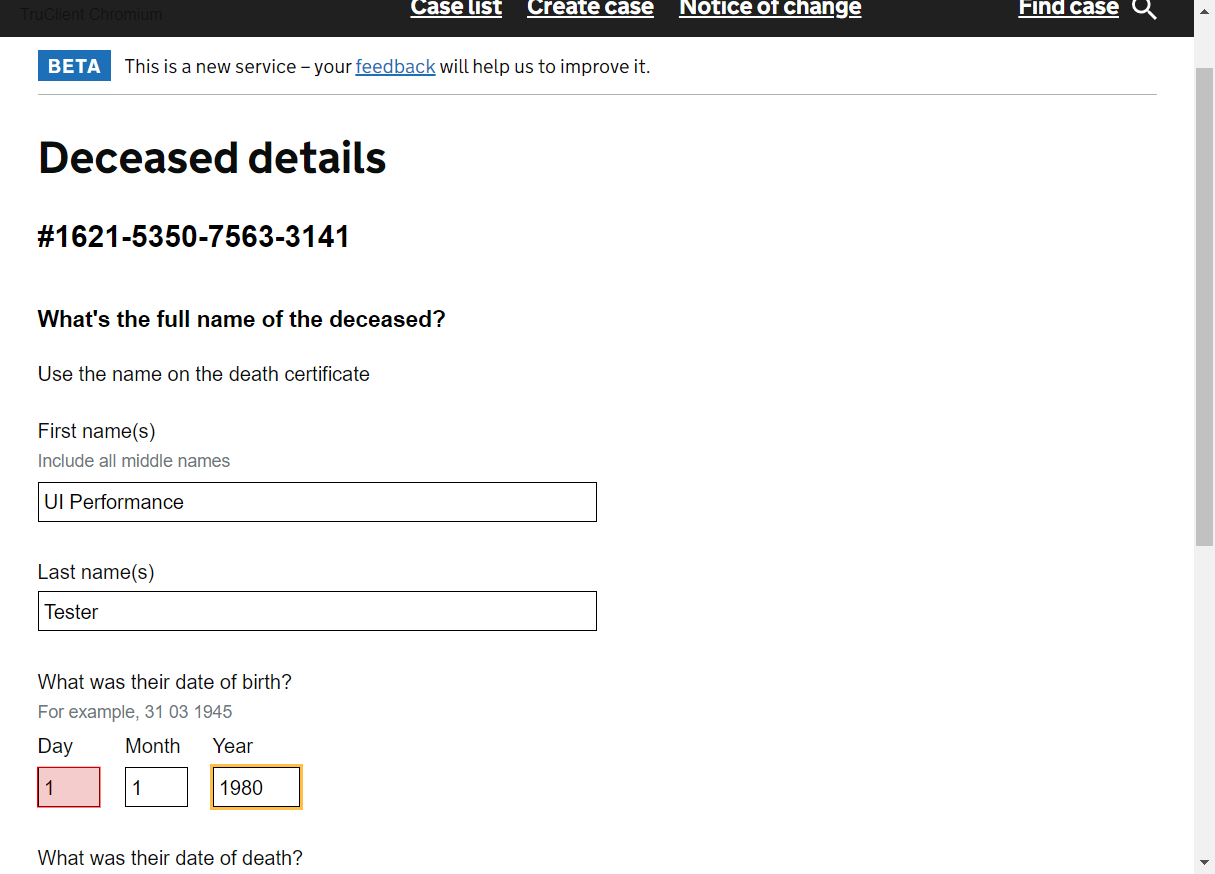 TruClient Chromium
Case list Create case Notice of change Find case
BETA This is a new service – your feedback will help us to improve it.
Deceased details
#1621-5350-7563-3141
What's the full name of the deceased?
Use the name on the death certificate
First name(s)
Include all middle names
UI Performance
Last name(s)
Tester
What was their date of birth?
For example, 31 03 1945
Day Month Year
1 1 1980
What was their date of death?